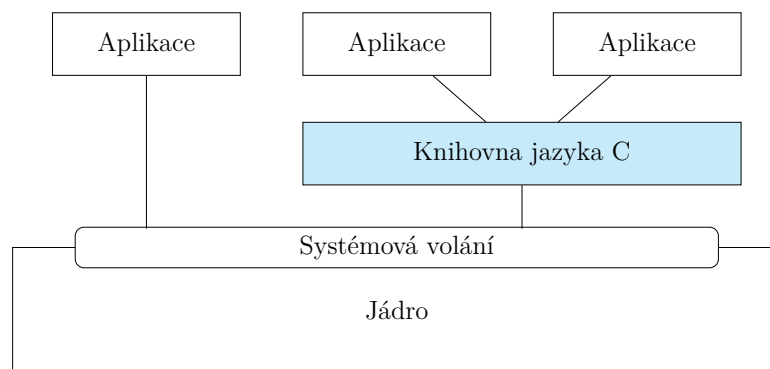 Aplikace
Aplikace
Aplikace
Knihovna jazyka C
Systémová volání
Jádro